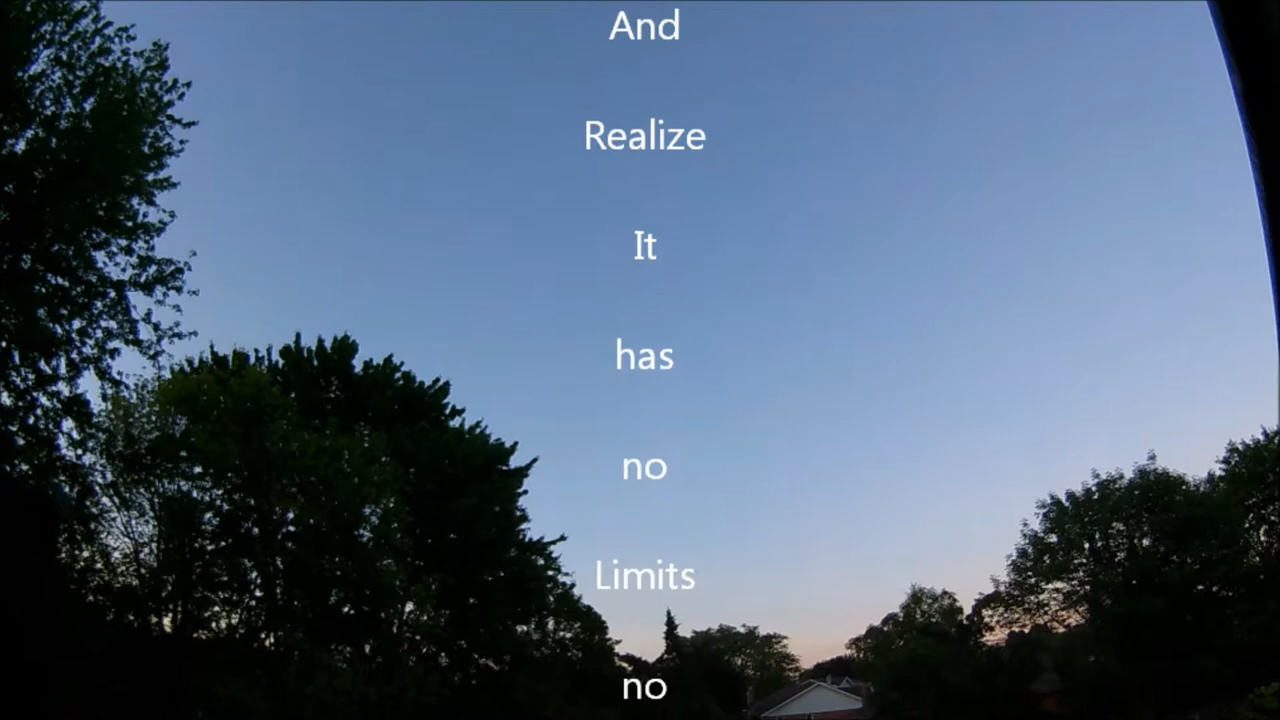 And
Realize
It
has
no
Limits
no